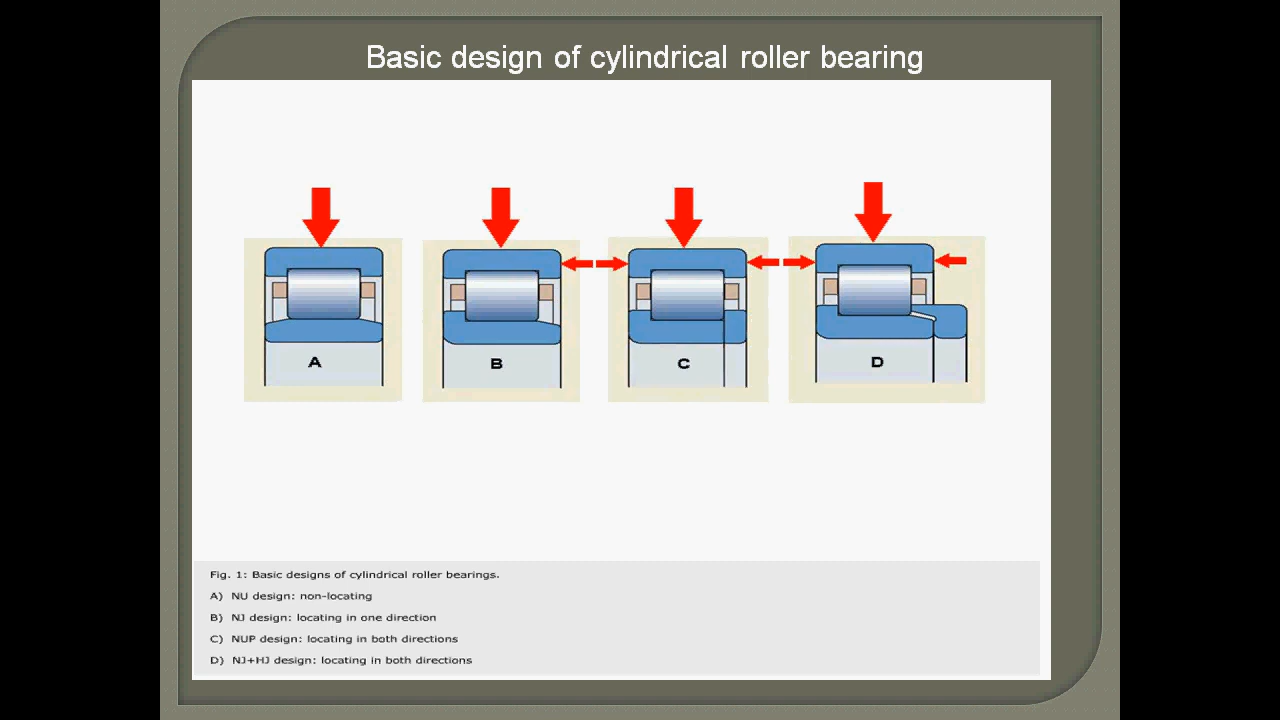 Basic design of cylindrical roller bearing
A
B
C
D
Fig. 1: Basic designs of cylindrical roller bearings.
A) NU design: non-locating
B) NJ design: locating in one direction
C) NUP design: locating in both directions
D) NJ+HJ design: locating in both directions